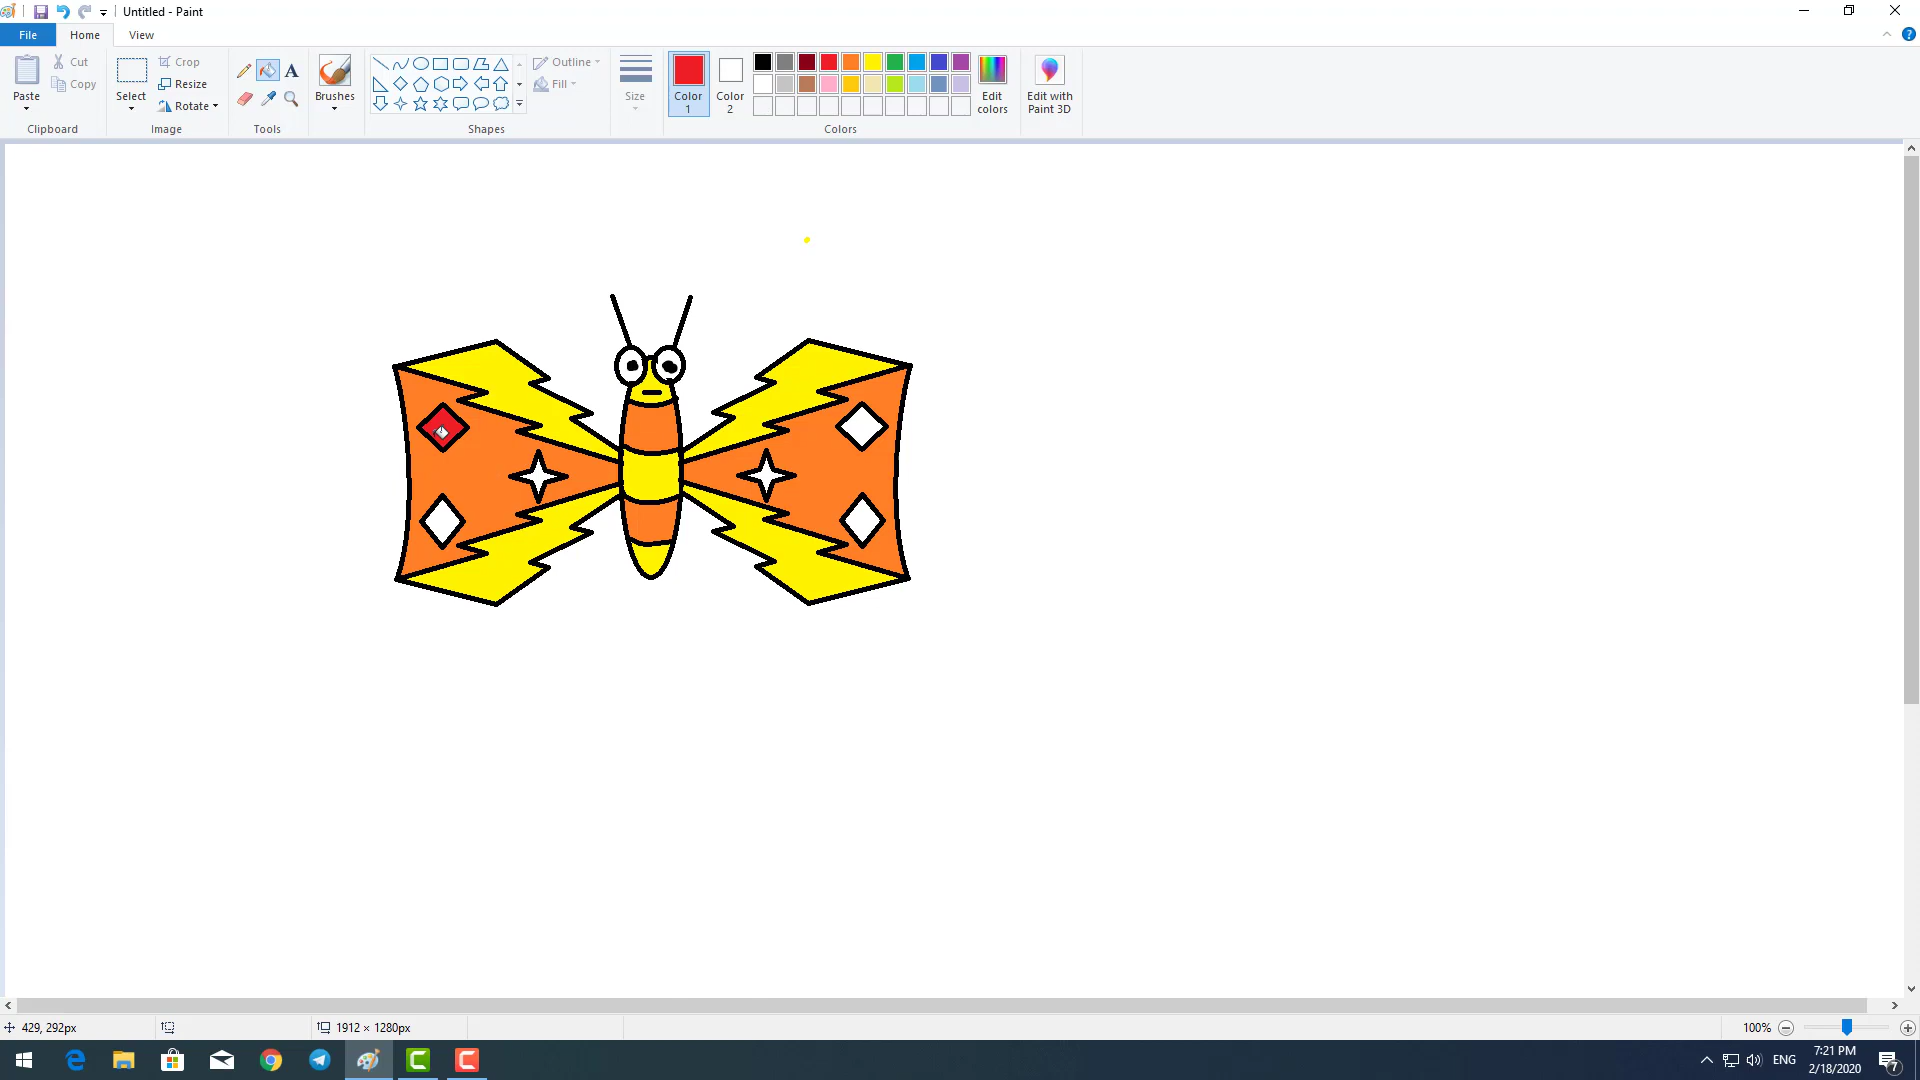 Untitled - Paint
File
Home
View
Paste
Cut
Copy
Clipboard
Select
Crop
Resize
Rotate
Image
A
Tools
Brushes
Outline
Fill
Shapes
Size
Color
1
Color
2
Edit
colors
Colors
Edit with
Paint 3D
429, 292px
1912 × 1280px
100%
ENG
7:21 PM
2/18/2020
7